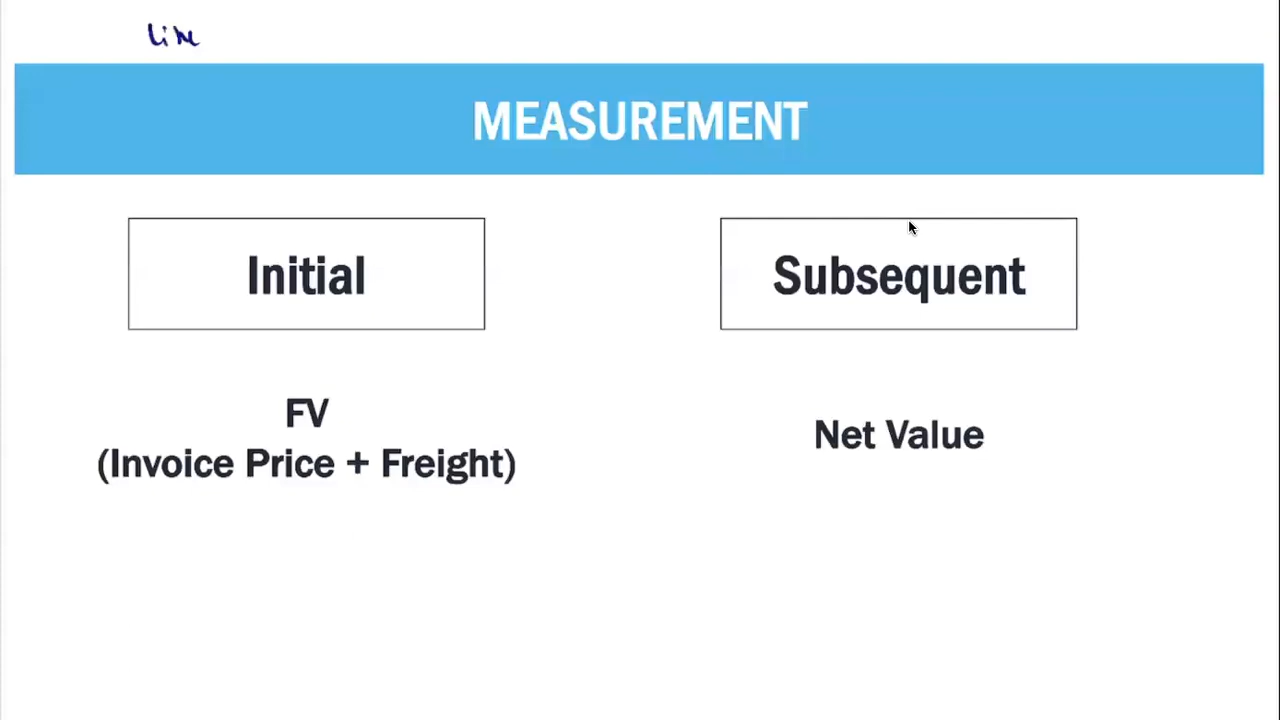 MEASUREMENT
Initial
Subsequent
FV
(Invoice Price + Freight)
Net Value